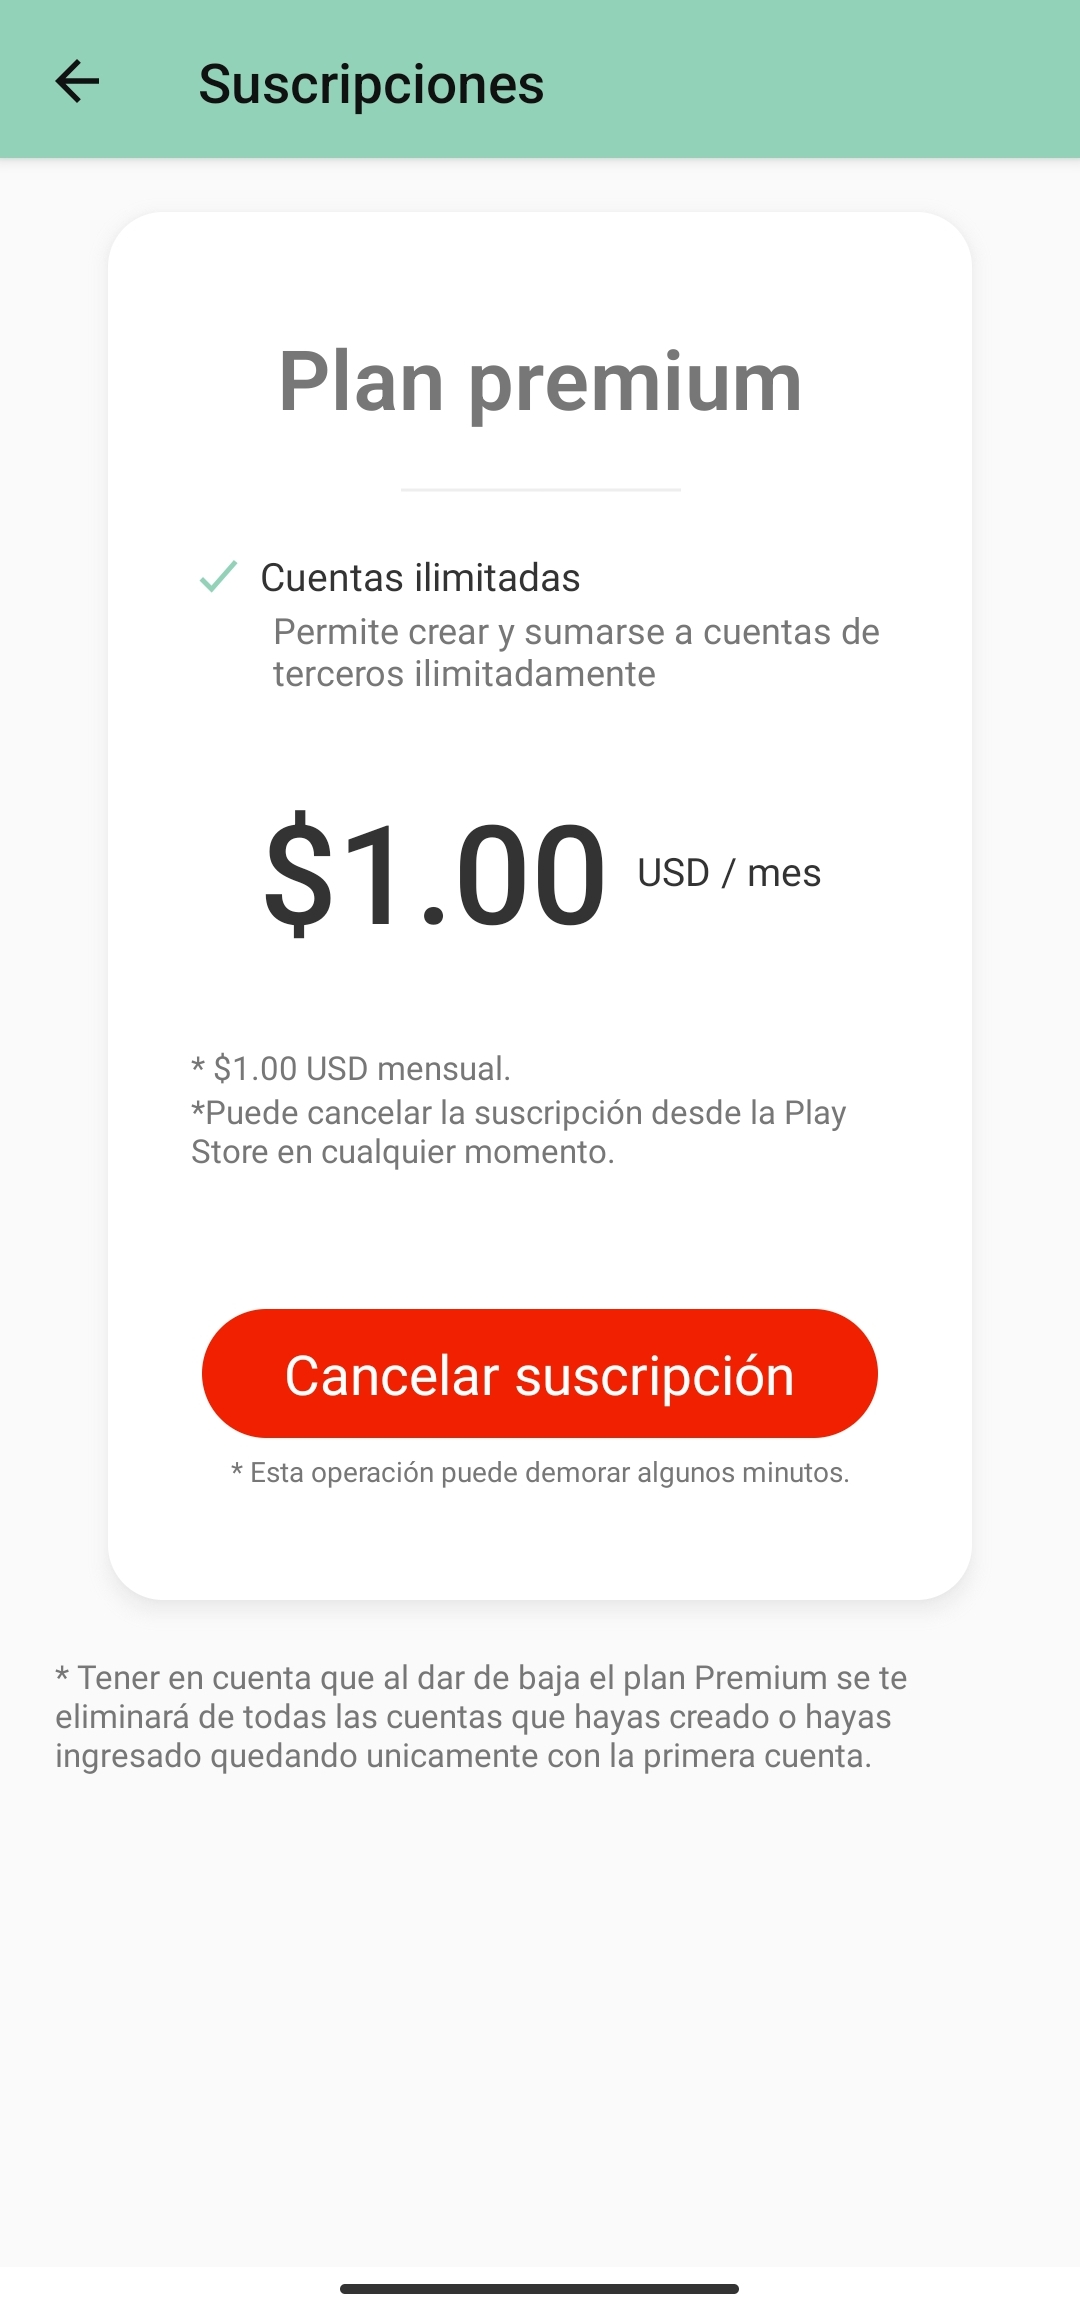 Suscripciones
Plan premium
Cuentas ilimitadas
Permite crear y sumarse a cuentas de
terceros ilimitadamente
$1.00 USD / mes
* $1.00 USD mensual.
*Puede cancelar la suscripción desde la Play
Store en cualquier momento.
Cancelar suscripción
* Esta operación puede demorar algunos minutos.
* Tener en cuenta que al dar de baja el plan Premium se te
eliminará de todas las cuentas que hayas creado o hayas
ingresado quedando unicamente con la primera cuenta.